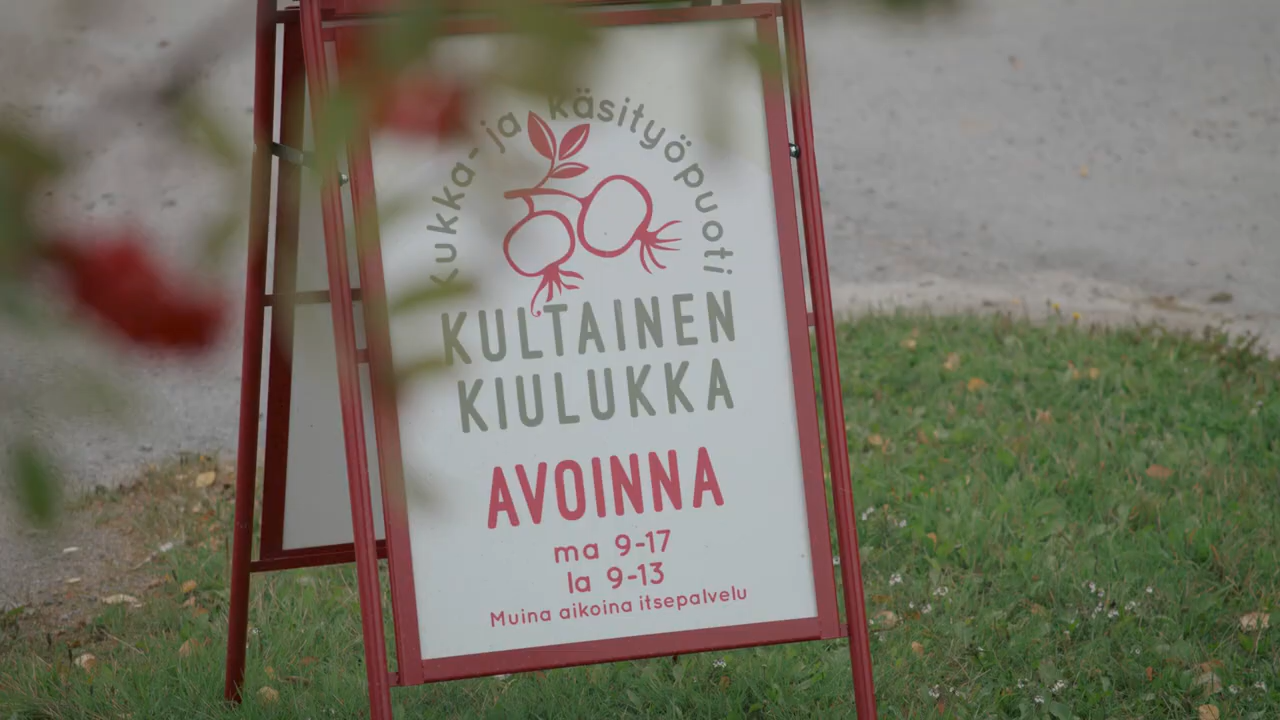 Kukka- ja Käsityöpuoti
KULTAINEN
KIULUKKA
AVOINNA
ma 9-17
la 9-13
Muina aikoina itsepalvelu